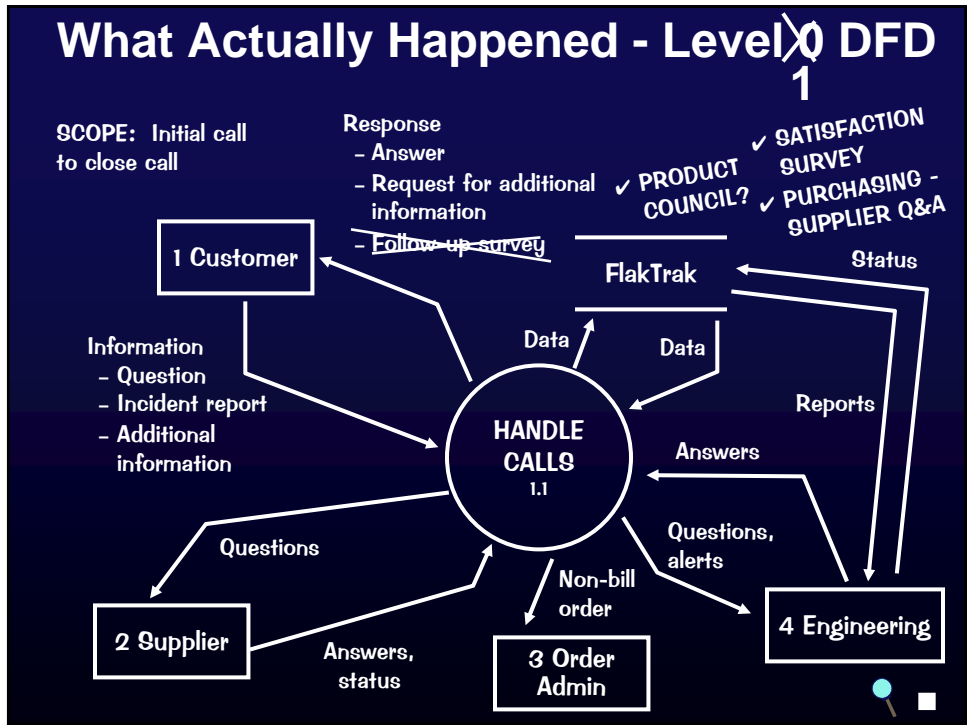 What Actually Happened - Level 0 DFD
1
SCOPE: Initial call
to close call
Response
– Answer
– Request for additional
information
– Follow-up survey
✔ PRODUCT
COUNCIL?
✔ SATISFACTION
SURVEY
✔ PURCHASING -
SUPPLIER Q&A
1 Customer
FlakTrak
Status
Information
– Question
– Incident report
– Additional
information
Data
Data
Reports
HANDLE
CALLS
1.1
Answers
Questions
Questions,
alerts
Non-bill
order
2 Supplier
Answers,
status
3 Order
Admin
4 Engineering